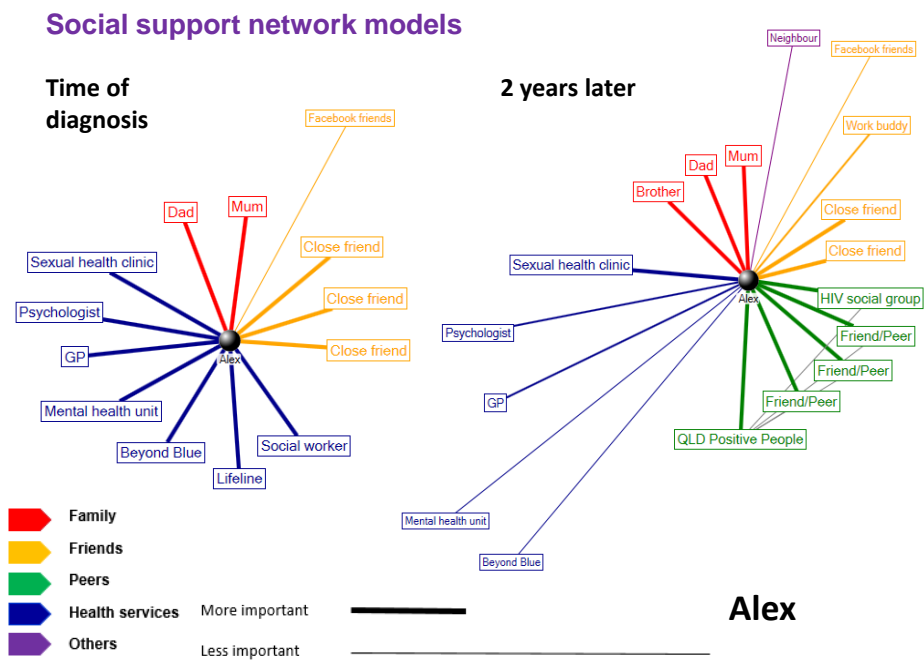 Social support network models
Time of
diagnosis
Facebook friends
Dad
Mum
Close friend
Close friend
Close friend
Sexual health clinic
Psychologist
GP
Mental health unit
Beyond Blue
Lifeline
Social worker
Alex
2 years later
Neighbour
Facebook friends
Work buddy
Mum
Dad
Brother
Close friend
Close friend
Sexual health clinic
Alex
HIV social group
Friend/Peer
Friend/Peer
Friend/Peer
QLD Positive People
Psychologist
GP
Mental health unit
Beyond Blue
Family
Friends
Peers
Health services
Others
More important
Less important
Alex